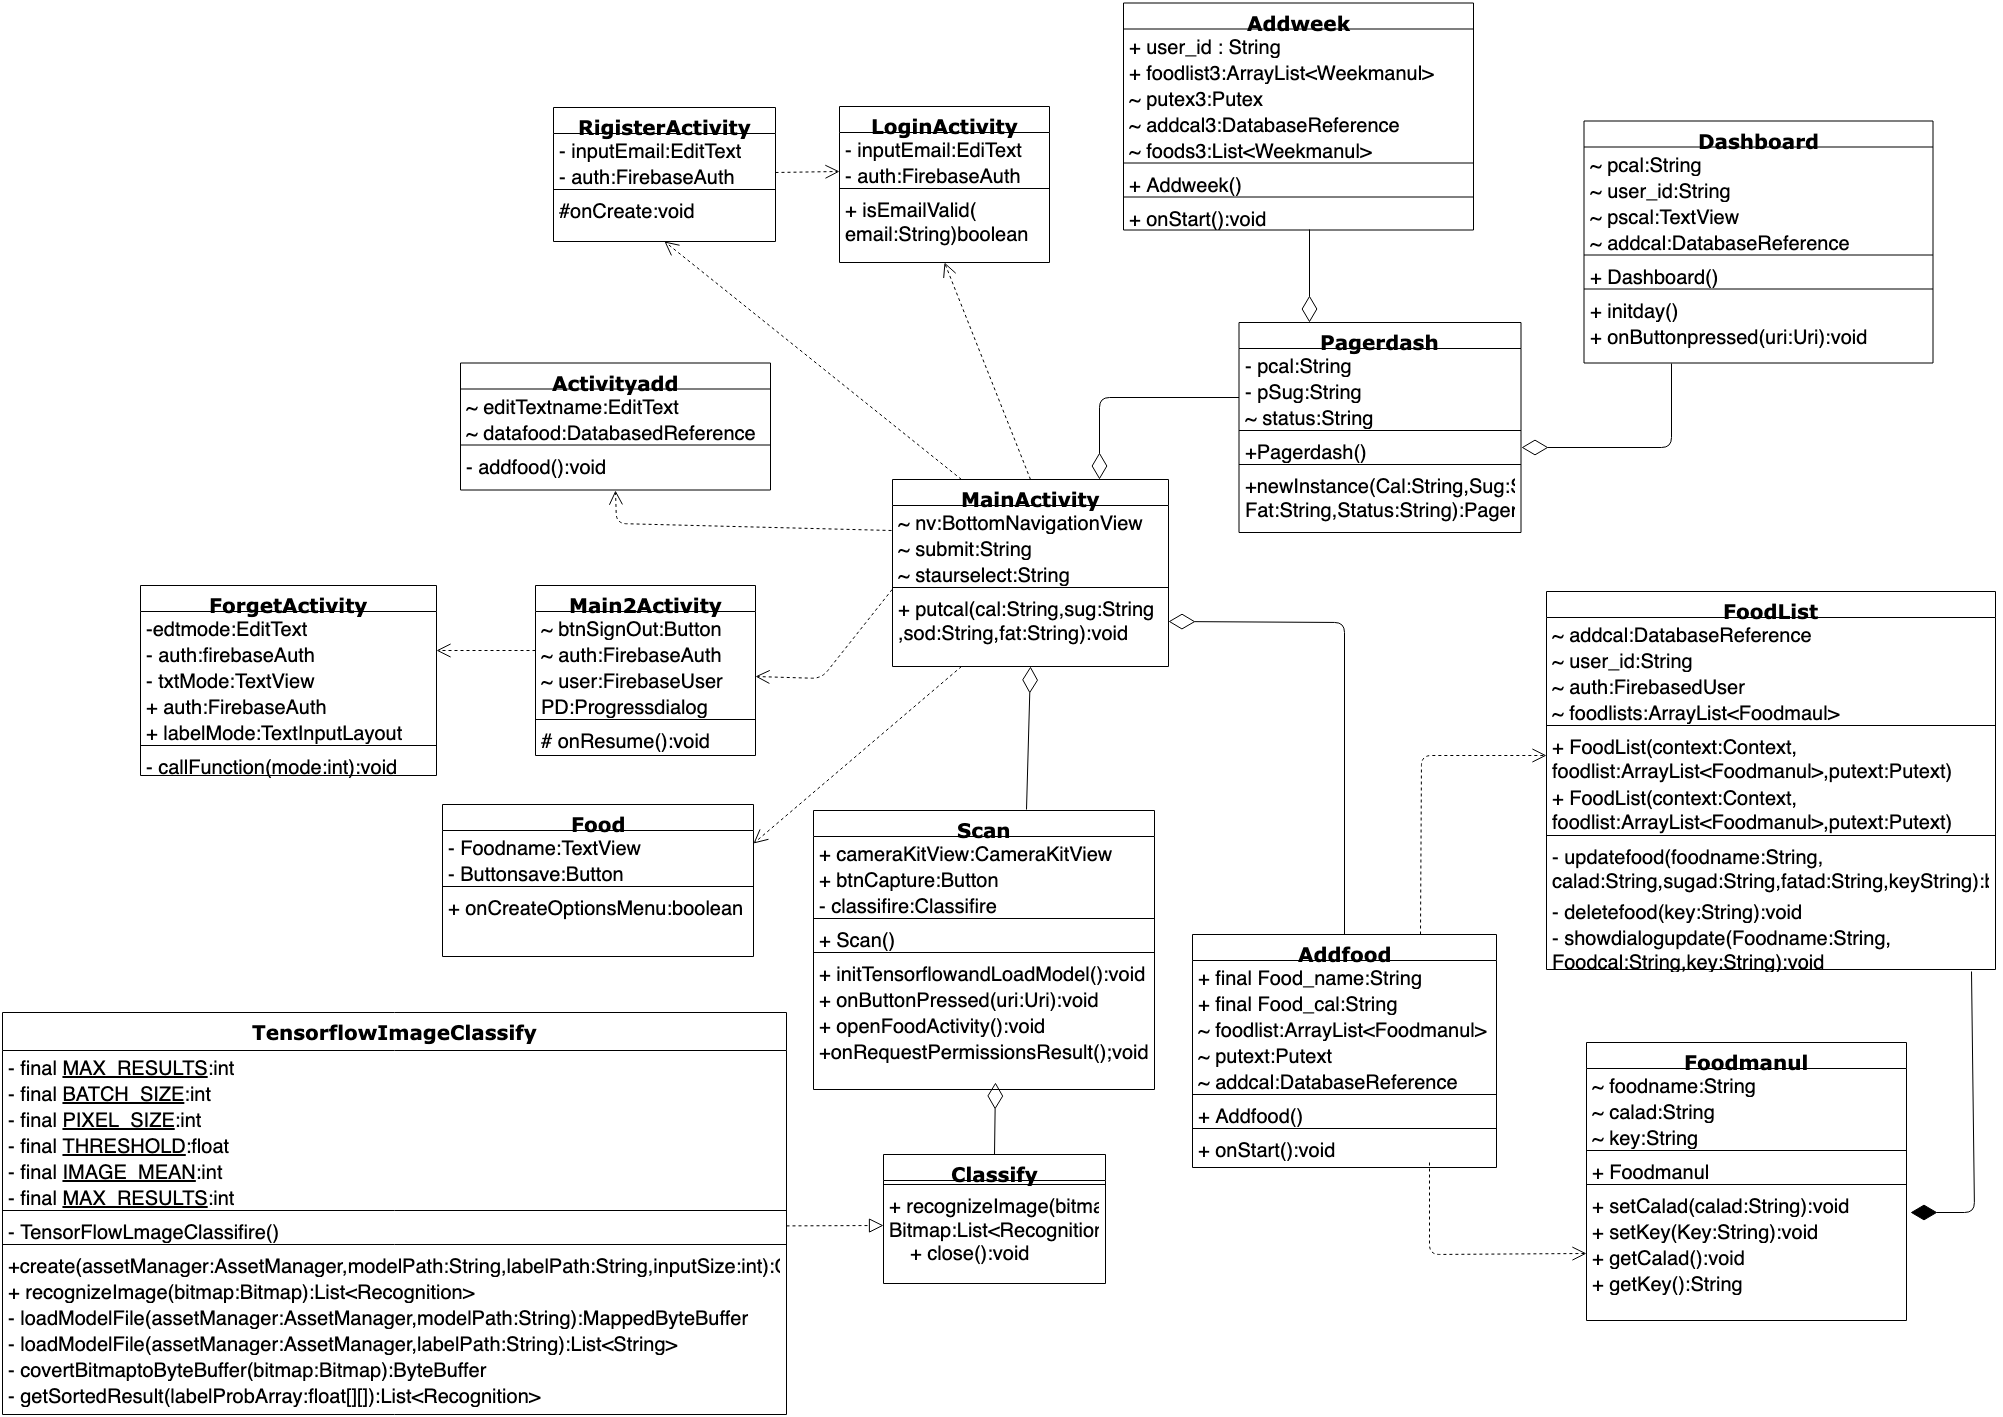 Addweek
+ user_id : String
+ foodlist3:ArrayList<Weekmanul>
~ putex3:Putex
~ addcal3:DatabaseReference
~ foods3:List<Weekmanul>
+ Addweek()
+ onStart():void
RigisterActivity
- inputEmail:EditText
- auth:FirebaseAuth
#onCreate:void
LoginActivity
- inputEmail:EdiText
- auth:FirebaseAuth
+ isEmailValid(
email:String)boolean
Dashboard
~ pcal:String
~ user_id:String
~ pscal:TextView
~ addcal:DatabaseReference
+ Dashboard()
+ initday()
+ onButtonpressed(uri:Uri):void
Pagerdash
- pcal:String
- pSug:String
~ status:String
+Pagerdash()
+newInstance(Cal:String,Sug:S
Fat:String,Status:String):Pager
Activityadd
~ editTextname:EditText
~ datafood:DatabasedReference
- addfood():void
MainActivity
~ nv:BottomNavigationView
~ submit:String
~ staurselect:String
+ putcal(cal:String,sug:String
,sod:String,fat:String):void
ForgetActivity
-edtmode:EditText
- auth:firebaseAuth
- txtMode:TextView
+ auth:FirebaseAuth
+ labelMode:TextInputLayout
- callFunction(mode:int):void
Main2Activity
~ btnSignOut:Button
~ auth:FirebaseAuth
~ user:FirebaseUser
PD:Progressdialog
# onResume():void
FoodList
~ addcal:DatabaseReference
~ user_id:String
~ auth:FirebasedUser
~ foodlists:ArrayList<Foodmaul>
+ FoodList(context:Context,
foodlist:ArrayList<Foodmanul>,putext:Putext)
+ FoodList(context:Context,
foodlist:ArrayList<Foodmanul>,putext:Putext)
- updatefood(foodname:String,
calad:String,sugad:String,fatad:String,keyString):b
- deletefood(key:String):void
- showdialogupdate(Foodname:String,
Foodcal:String,key:String):void
Food
- Foodname:TextView
- Buttonsave:Button
+ onCreateOptionsMenu:boolean
Scan
+ cameraKitView:CameraKitView
+ btnCapture:Button
- classifire:Classifire
+ Scan()
+ initTensorflowandLoadModel():void
+ onButtonPressed(uri:Uri):void
+ openFoodActivity():void
+onRequestPermissionsResult();void
Addfood
+ final Food_name:String
+ final Food_cal:String
~ foodlist:ArrayList<Foodmanul>
~ putext:Putext
~ addcal:DatabaseReference
+ Addfood()
+ onStart():void
Foodmanul
~ foodname:String
~ calad:String
~ key:String
+ Foodmanul
+ setCalad(calad:String):void
+ setKey(Key:String):void
+ getCalad():void
+ getKey():String
TensorflowImageClassify
- final MAX_RESULTS:int
- final BATCH_SIZE:int
- final PIXEL_SIZE:int
- final THRESHOLD:float
- final IMAGE_MEAN:int
- final MAX_RESULTS:int
- TensorFlowLmageClassifire()
+create(assetManager:AssetManager,modelPath:String,labelPath:String,inputSize:int):C
+ recognizeImage(bitmap:Bitmap):List<Recognition>
- loadModelFile(assetManager:AssetManager,modelPath:String):MappedByteBuffer
- loadModelFile(assetManager:AssetManager,labelPath:String):List<String>
- covertBitmaptoByteBuffer(bitmap:Bitmap):ByteBuffer
- getSortedResult(labelProbArray:float[][]):List<Recognition>
Classify
+ recognizeImage(bitma
Bitmap:List<Recognition
+ close():void